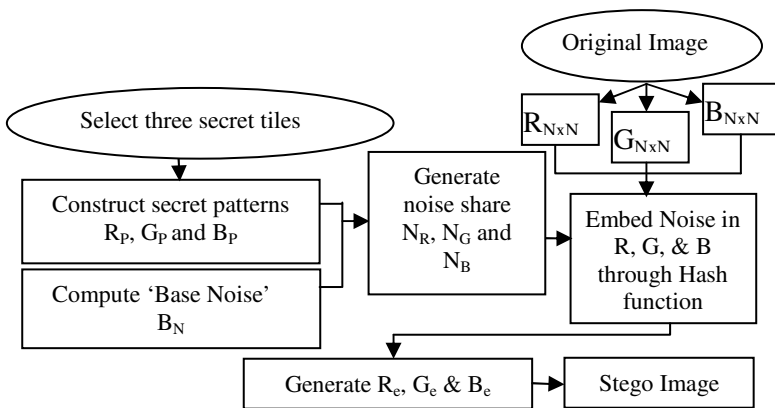 Original Image
Select three secret tiles
R_NxN
G_NxN
B_NxN
Construct secret patterns
R_P, G_P and B_P
Compute ‘Base Noise’
B_N
Generate
noise share
N_R, N_G and
N_B
Embed Noise in
R, G, & B
through Hash
function
Generate R_e, G_e & B_e
Stego Image